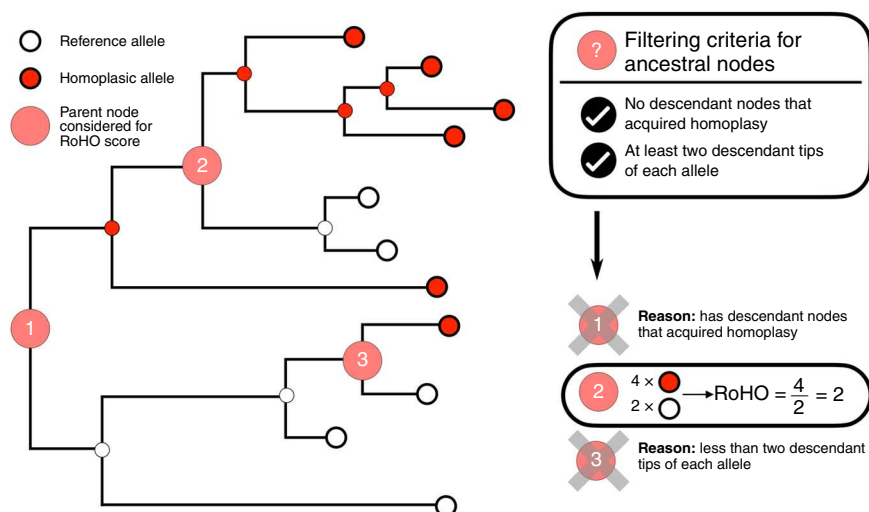 Reference allele
Homoplasic allele
Parent node
considered for
RoHO score
1
2
3
? Filtering criteria for
ancestral nodes
No descendant nodes that
acquired homoplasy
At least two descendant tips
of each allele
1 Reason: has descendant nodes
that acquired homoplasy
2 4 × 2 × RoHO = 4/2 = 2
3 Reason: less than two descendant
tips of each allele